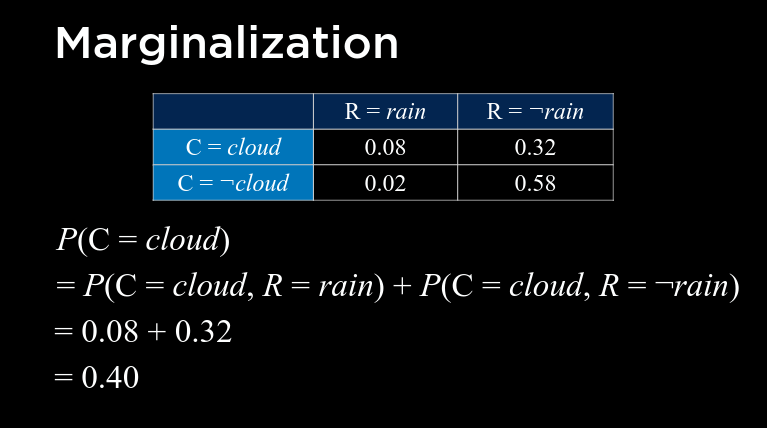 Marginalization
R = rain R = ¬rain
C = cloud 0.08 0.32
C = ¬cloud 0.02 0.58
P(C = cloud)
= P(C = cloud, R = rain) + P(C = cloud, R = ¬rain)
= 0.08 + 0.32
= 0.40